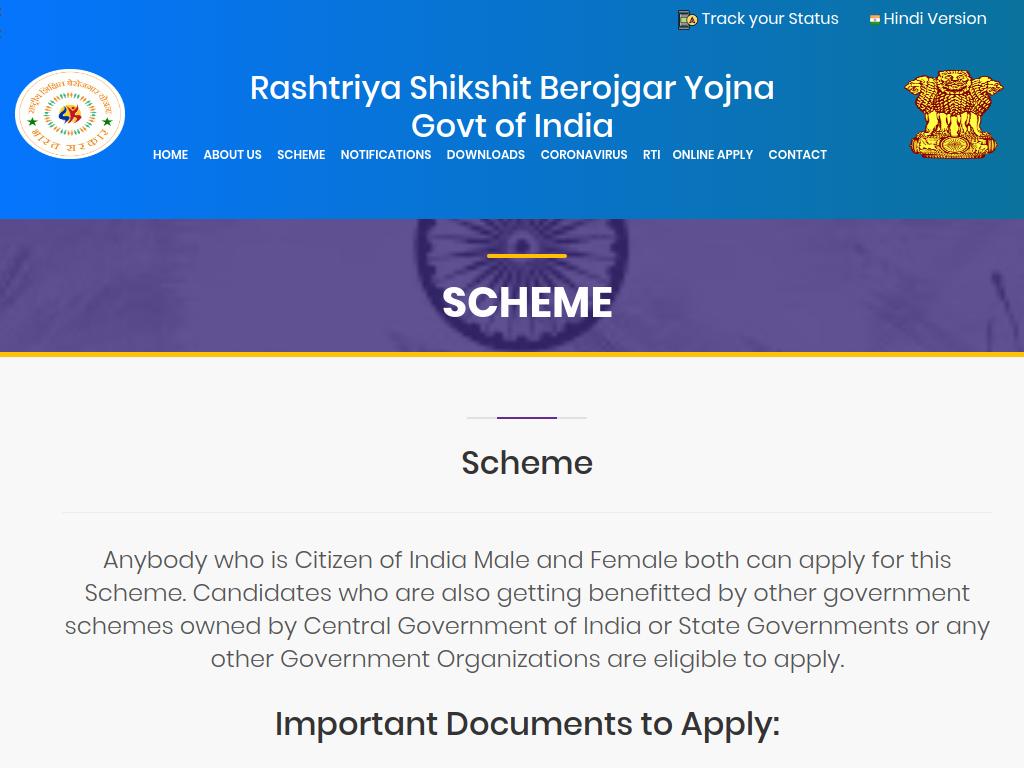 Track your Status
Hindi Version
राष्ट्रीय शिक्षित बेरोजगार योजना
भारत सरकार
Rashtriya Shikshit Berojgar Yojna
Govt of India
HOME ABOUT US SCHEME NOTIFICATIONS DOWNLOADS CORONAVIRUS RTI ONLINE APPLY CONTACT
SCHEME
Scheme
Anybody who is Citizen of India Male and Female both can apply for this
Scheme. Candidates who are also getting benefitted by other government
schemes owned by Central Government of India or State Governments or any
other Government Organizations are eligible to apply.
Important Documents to Apply: